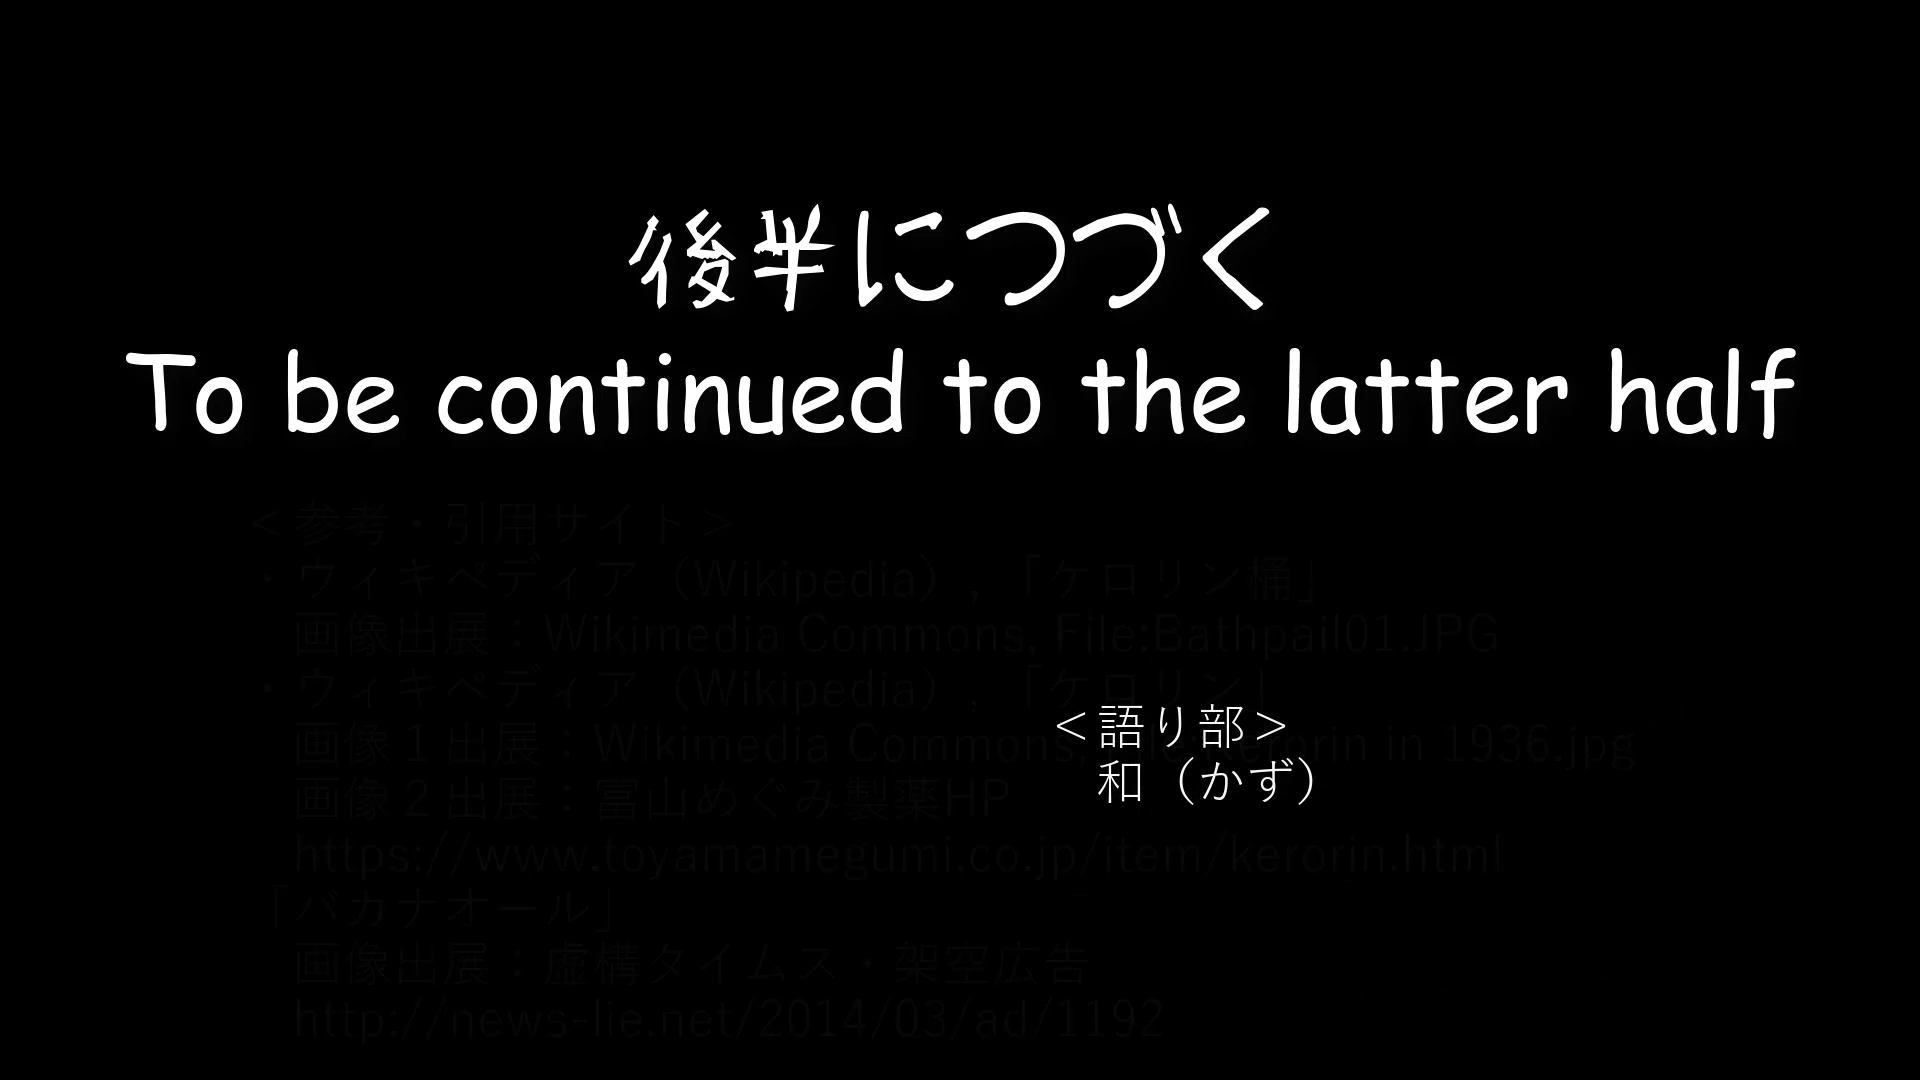 後半につづく
To be continued to the latter half
＜参考・引用サイト＞
・ウィキペディア（Wikipedia）,「ケロリン桶」
画像出展：Wikimedia Commons, File:Bathpail01.JPG
・ウィキペディア（Wikipedia）,「ケロリン」
画像１出展：Wikimedia Commons, File:Kerorin in 1936.jpg
画像２出展：富山めぐみ製薬HP
https://www.toyamamegumi.co.jp/item/kerorin.html
「バカナオール」
画像出展：虚構タイムス・架空広告
http://news-lie.net/2014/03/ad/1192
＜語り部＞
和（かず）